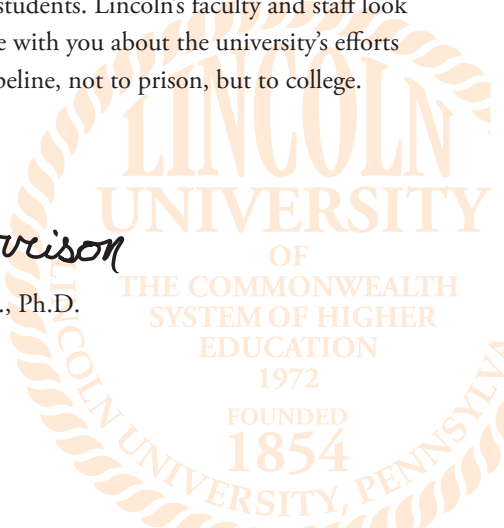 students. Lincoln's faculty and staff look
e with you about the university's efforts
peline, not to prison, but to college.
LINCOLN
UNIVERSITY
OF
THE COMMONWEALTH
SYSTEM OF HIGHER
EDUCATION
1972
FOUNDED
1854
LINCOLN UNIVERSITY, PENNSYLVA
rrison
., Ph.D.